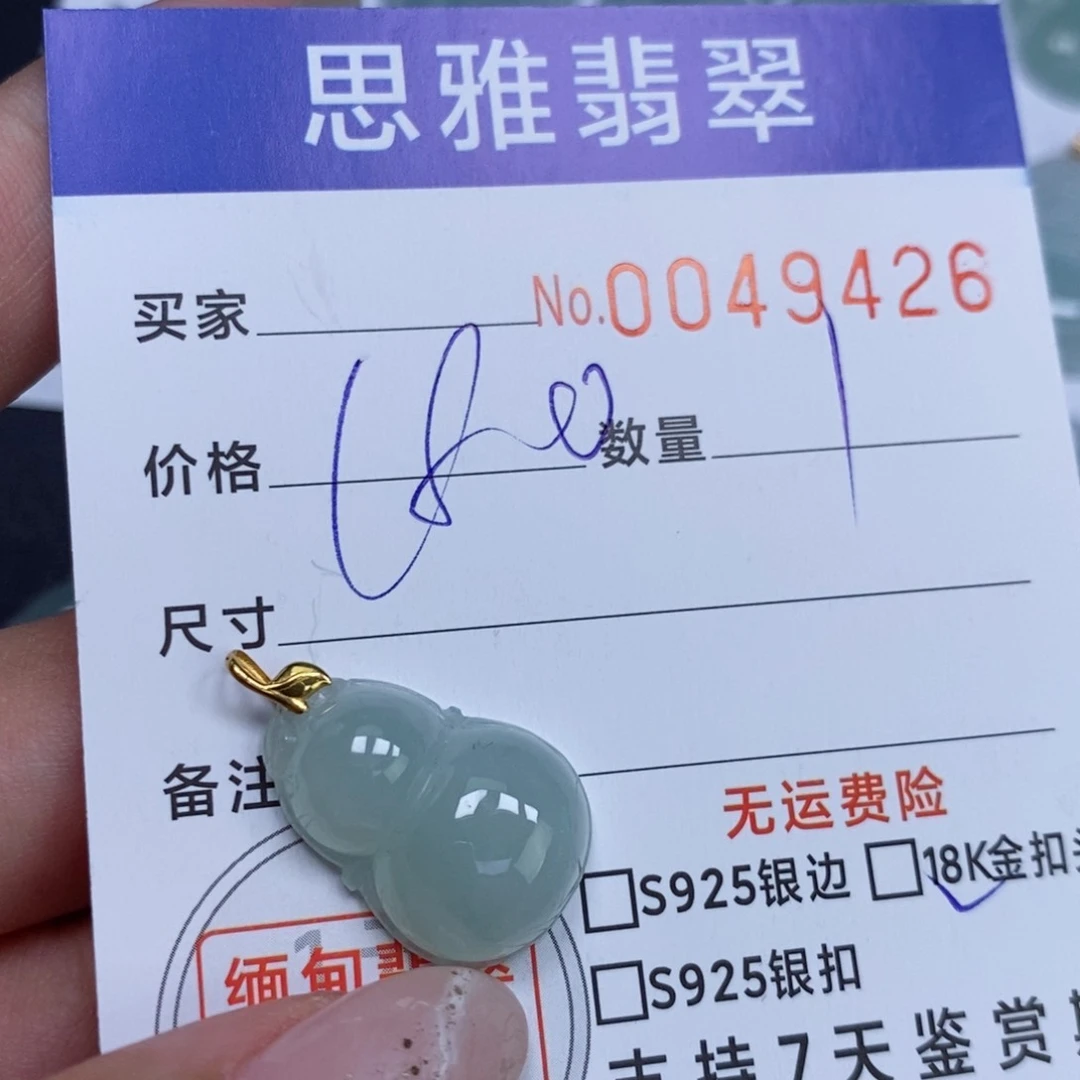 思雅翡翠
买家 No.0049426
价格 数量 1
尺寸
备注
无运费险
S925银边 18K金扣
S925银扣
缅甸翡
支持7天鉴赏